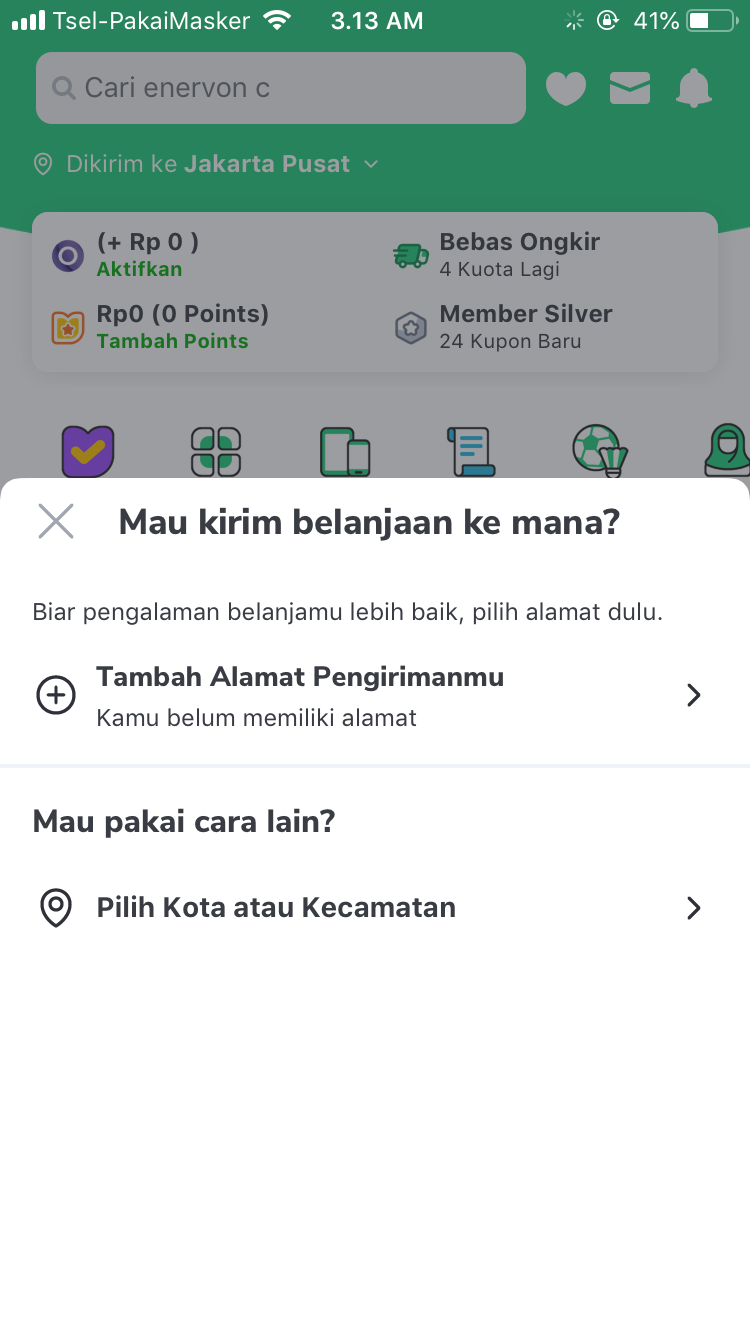 Tsel-PakaiMasker 3.13 AM 41%
Cari enervon c
Dikirim ke Jakarta Pusat
(+ Rp 0 )
Aktifkan
Bebas Ongkir
4 Kuota Lagi
Rp0 (0 Points)
Tambah Points
Member Silver
24 Kupon Baru
Mau kirim belanjaan ke mana?
Biar pengalaman belanjamu lebih baik, pilih alamat dulu.
Tambah Alamat Pengirimanmu
Kamu belum memiliki alamat
Mau pakai cara lain?
Pilih Kota atau Kecamatan